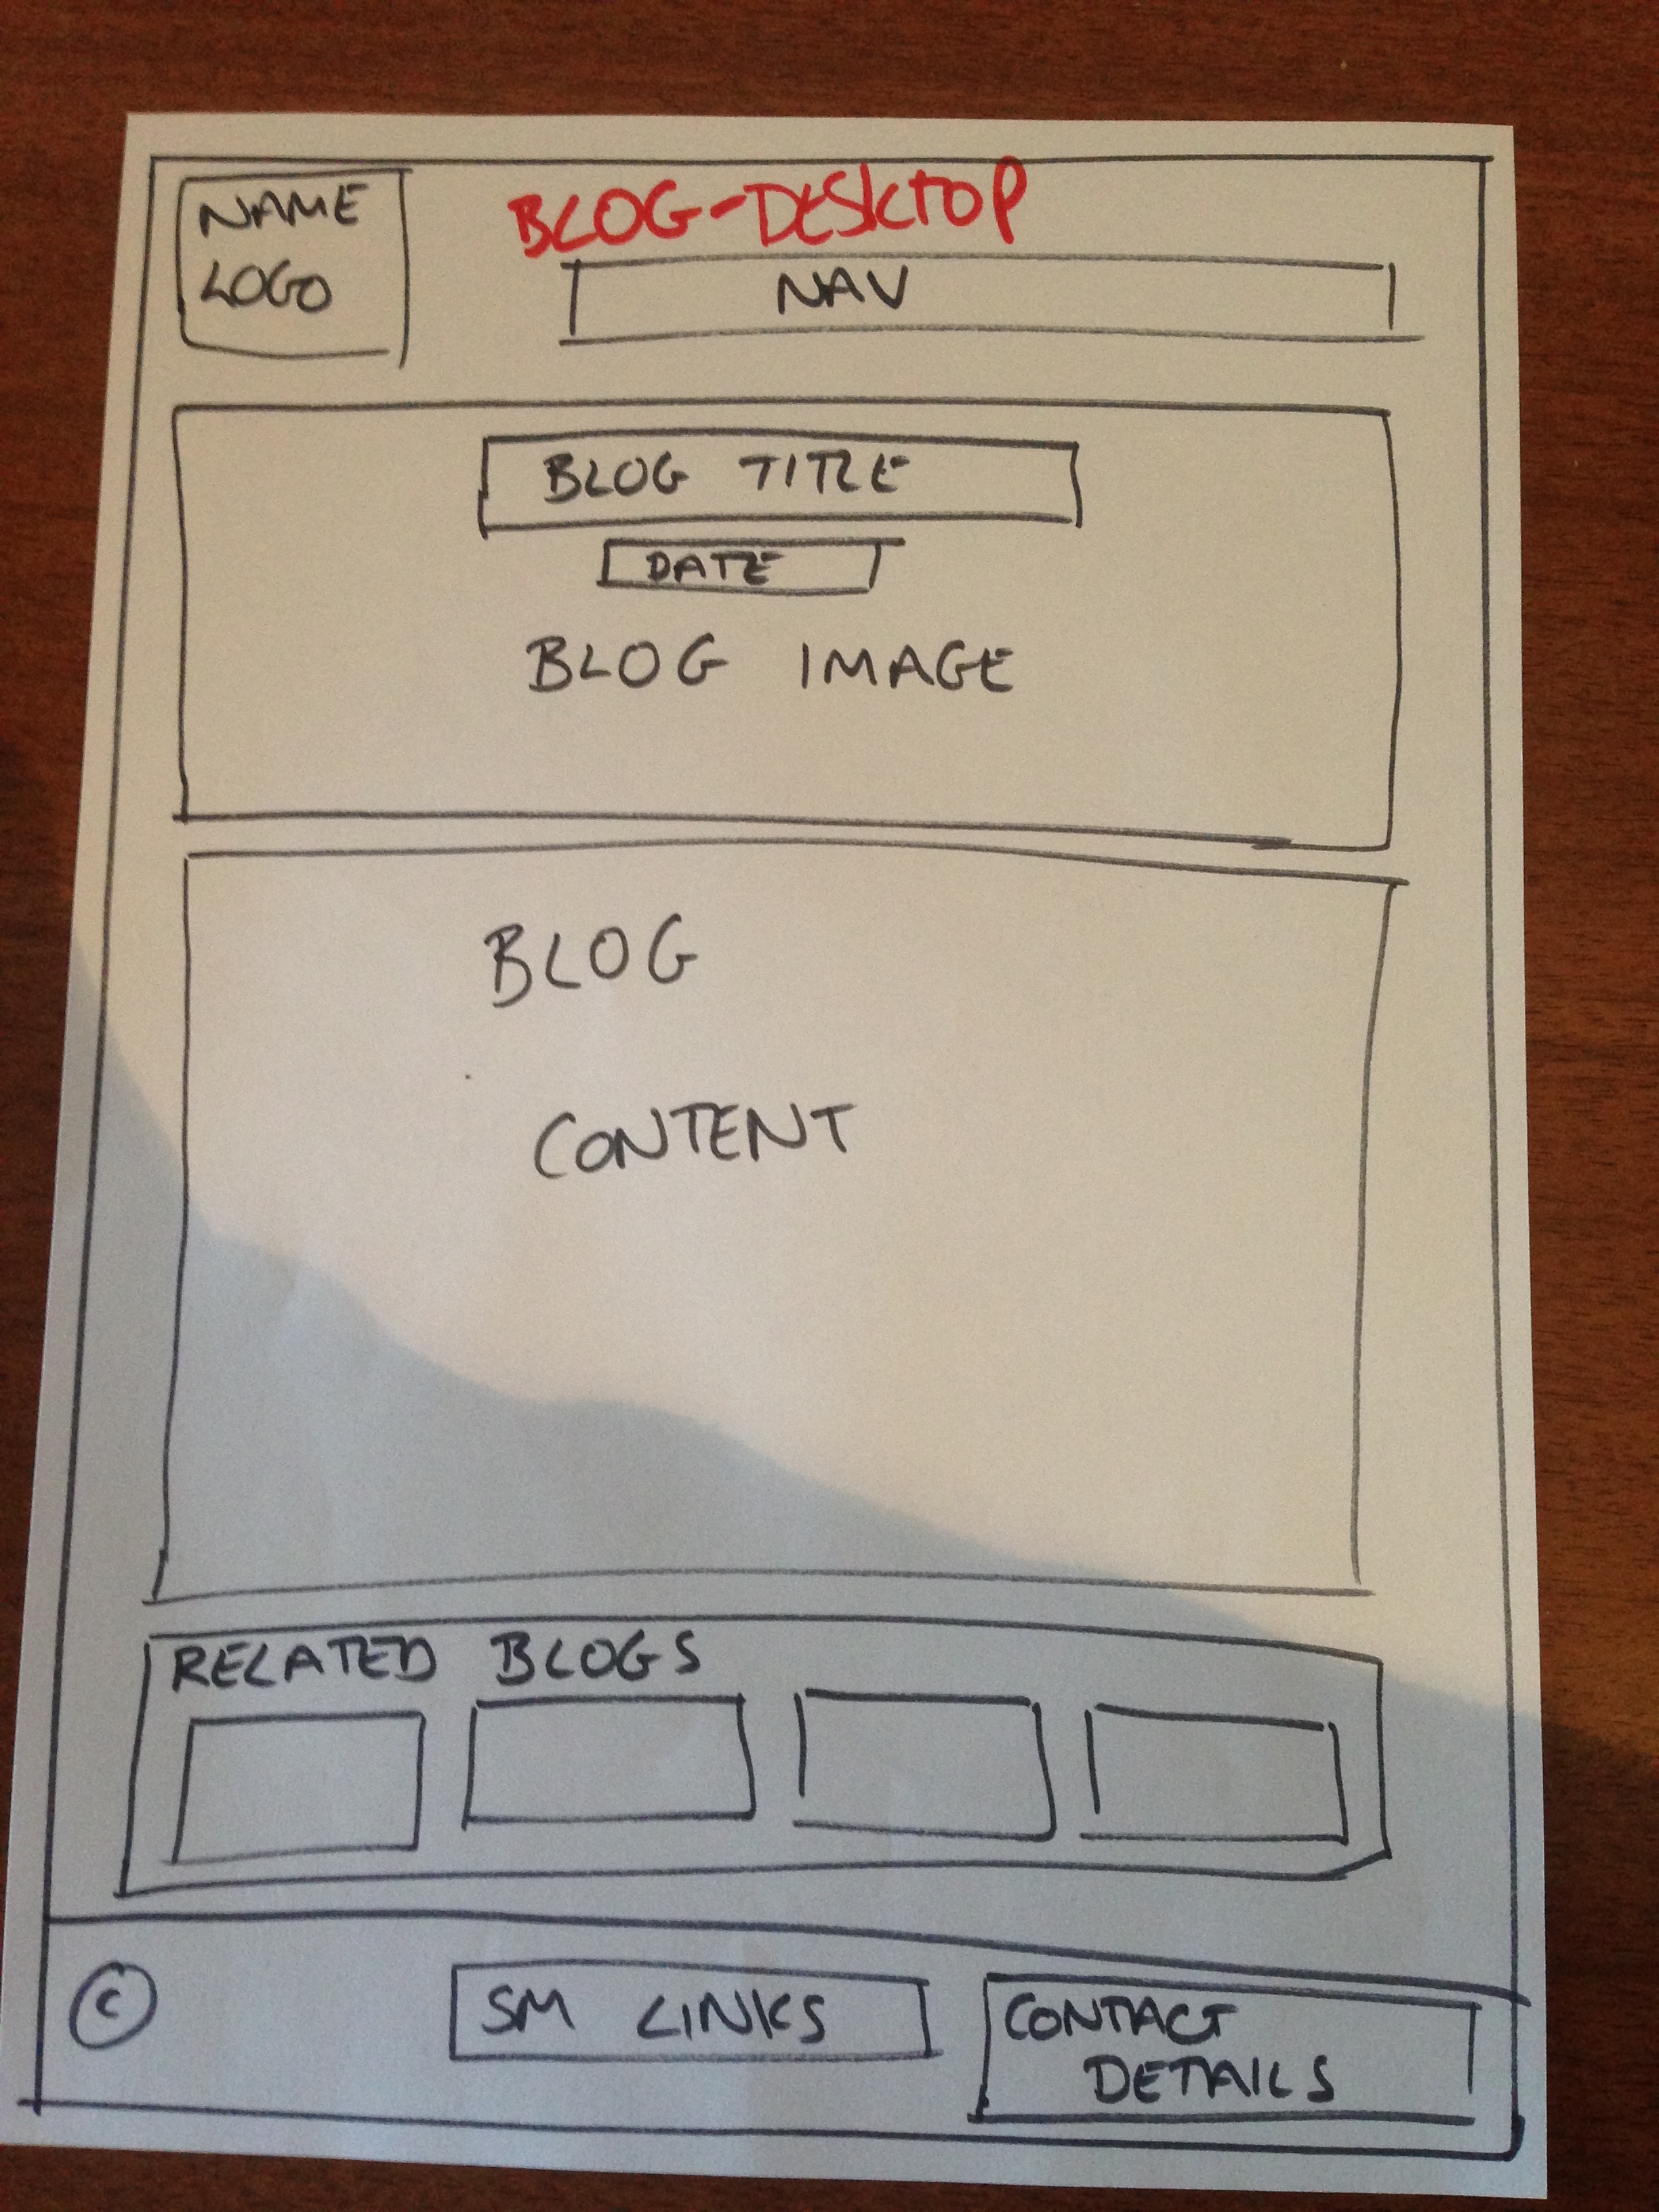 NAME
LOGO
BLOG-DESKTOP
NAV
BLOG TITLE
DATE
BLOG IMAGE
BLOG
CONTENT
RELATED BLOGS
©
SM LINKS
CONTACT
DETAILS